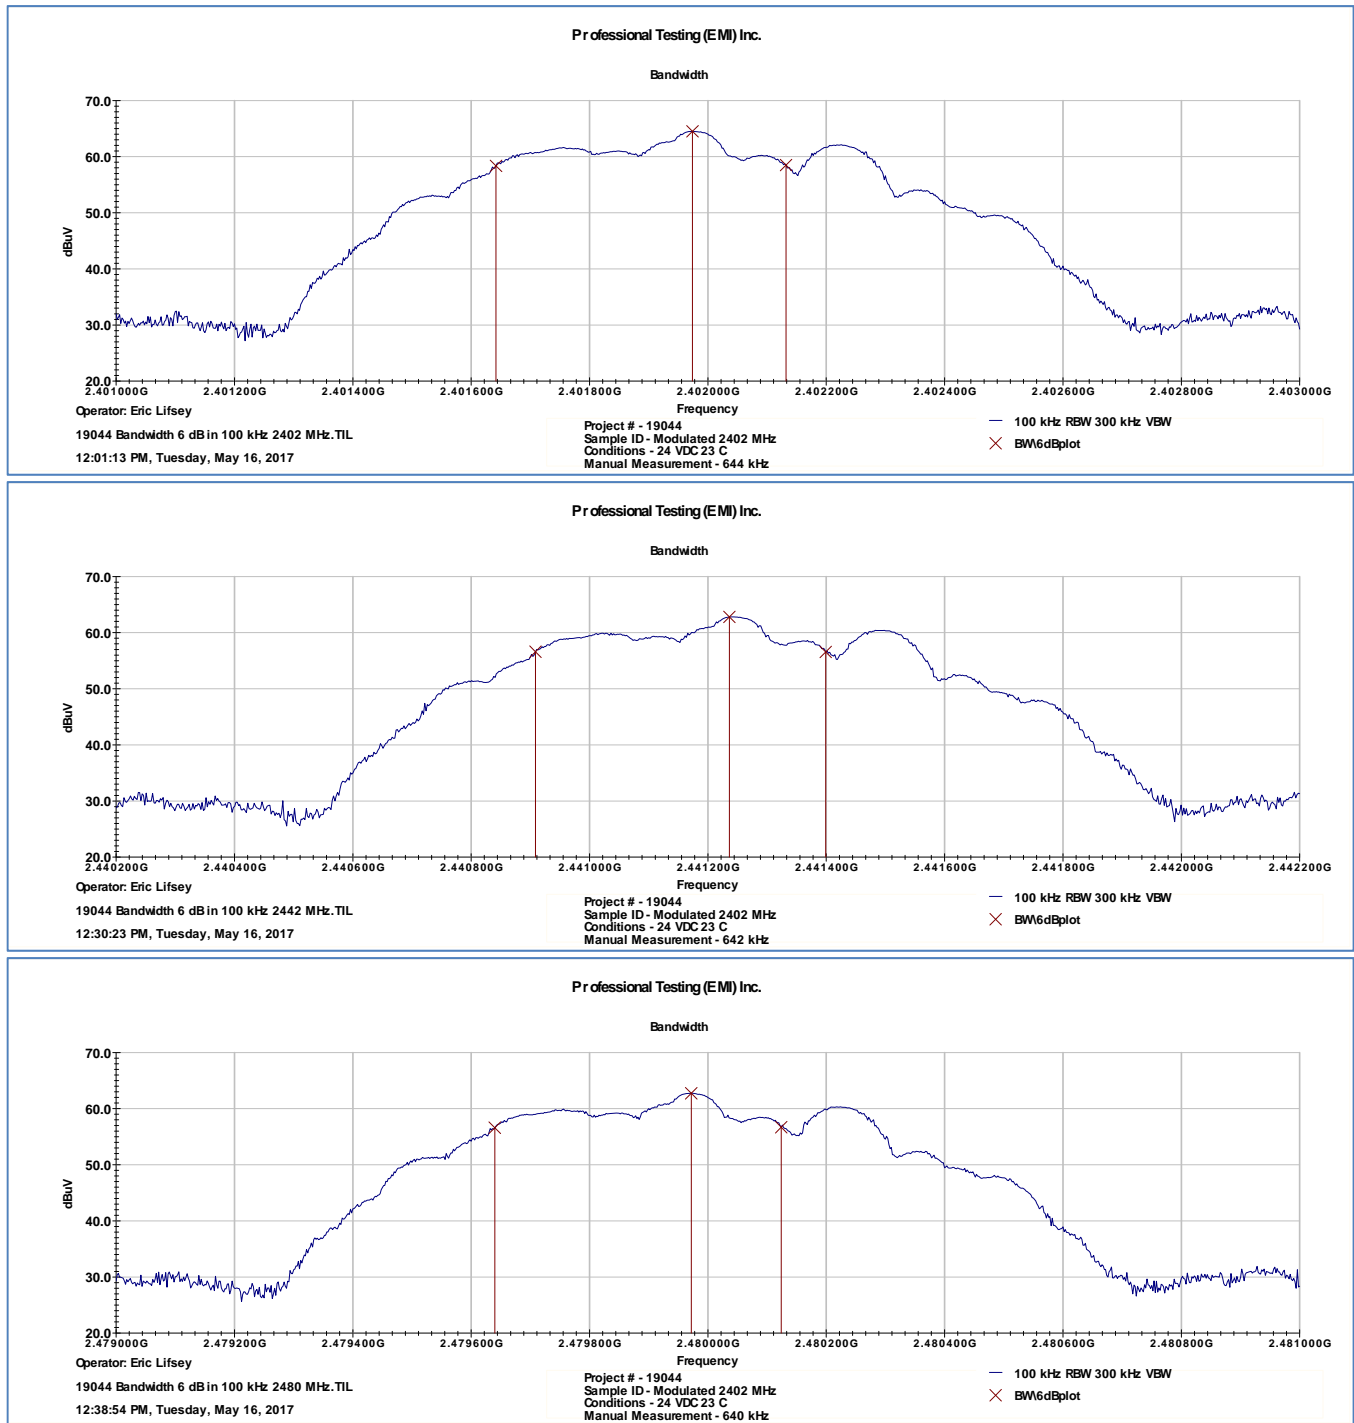 Professional Testing (EMI) Inc.
Bandwidth
70.0
60.0
50.0
40.0
30.0
20.0
dBuV
2.401000G 2.401200G 2.401400G 2.401600G 2.401800G 2.402000G 2.402200G 2.402400G 2.402600G 2.402800G 2.403000G
Frequency
Operator: Eric Lifsey
19044 Bandwidth 6 dB in 100 kHz 2402 MHz.TIL
12:01:13 PM, Tuesday, May 16, 2017
Project # - 19044
Sample ID - Modulated 2402 MHz
Conditions - 24 VDC 23 C
Manual Measurement - 644 kHz
100 kHz RBW 300 kHz VBW
BW\6dBplot
Professional Testing (EMI) Inc.
Bandwidth
70.0
60.0
50.0
40.0
30.0
20.0
dBuV
2.440200G 2.440400G 2.440600G 2.440800G 2.441000G 2.441200G 2.441400G 2.441600G 2.441800G 2.442000G 2.442200G
Frequency
Operator: Eric Lifsey
19044 Bandwidth 6 dB in 100 kHz 2442 MHz.TIL
12:30:23 PM, Tuesday, May 16, 2017
Project # - 19044
Sample ID - Modulated 2402 MHz
Conditions - 24 VDC 23 C
Manual Measurement - 642 kHz
100 kHz RBW 300 kHz VBW
BW\6dBplot
Professional Testing (EMI) Inc.
Bandwidth
70.0
60.0
50.0
40.0
30.0
20.0
dBuV
2.479000G 2.479200G 2.479400G 2.479600G 2.479800G 2.480000G 2.480200G 2.480400G 2.480600G 2.480800G 2.481000G
Frequency
Operator: Eric Lifsey
19044 Bandwidth 6 dB in 100 kHz 2480 MHz.TIL
12:38:54 PM, Tuesday, May 16, 2017
Project # - 19044
Sample ID - Modulated 2402 MHz
Conditions - 24 VDC 23 C
Manual Measurement - 640 kHz
100 kHz RBW 300 kHz VBW
BW\6dBplot